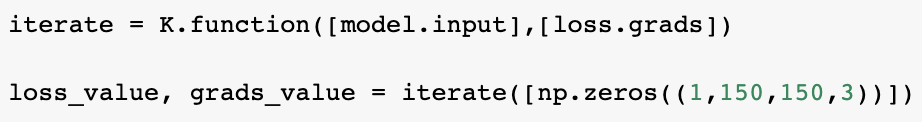 iterate = K.function([model.input],[loss.grads])
loss_value, grads_value = iterate([np.zeros((1,150,150,3))])